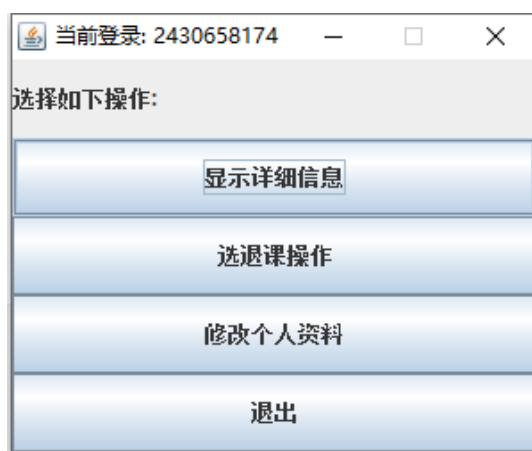 当前登录: 2430658174
选择如下操作:
显示详细信息
选退课操作
修改个人资料
退出